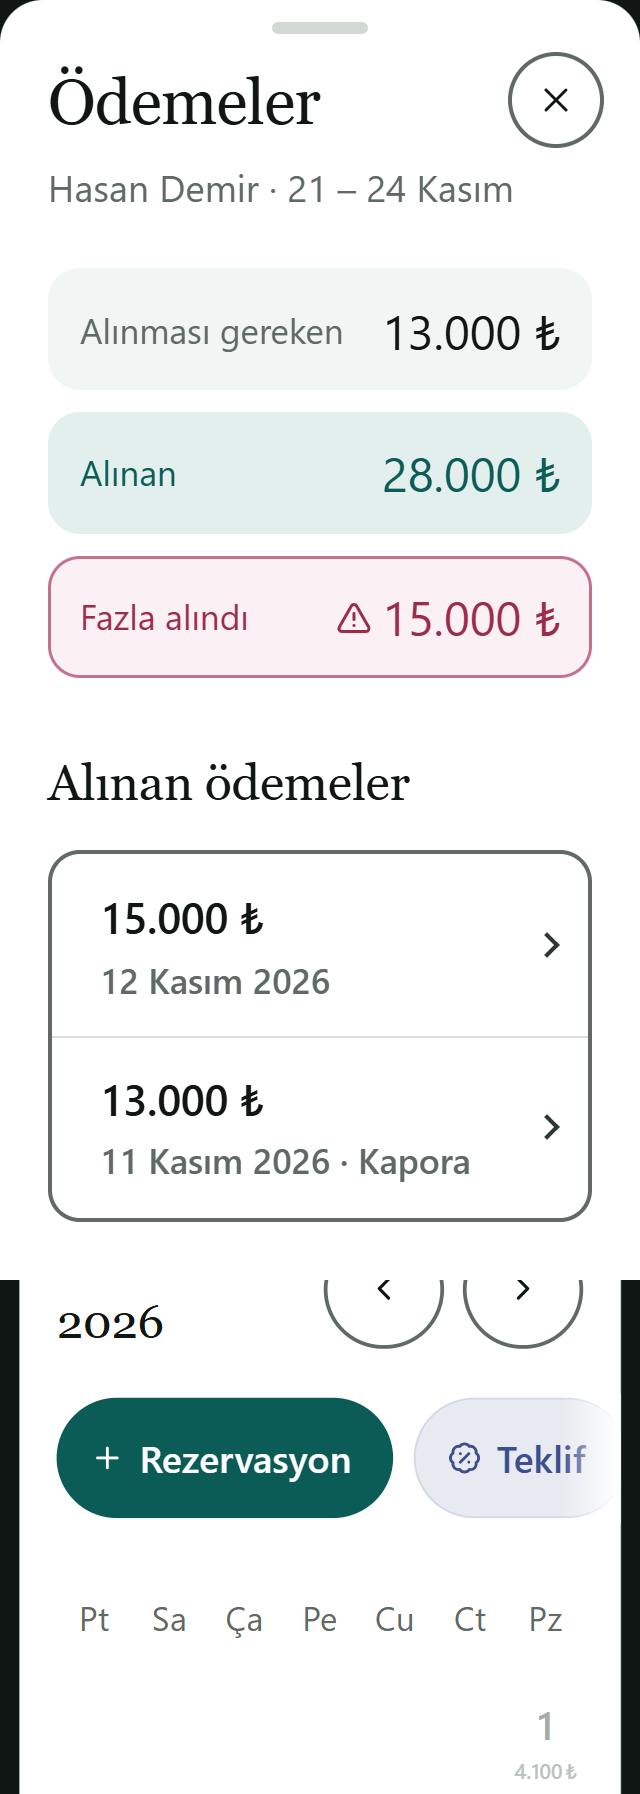 Ödemeler
Hasan Demir · 21 – 24 Kasım
Alınması gereken 13.000 ₺
Alınan 28.000 ₺
Fazla alındı 15.000 ₺
Alınan ödemeler
15.000 ₺
12 Kasım 2026
13.000 ₺
11 Kasım 2026 · Kapora
2026
+ Rezervasyon Teklif
Pt Sa Ça Pe Cu Ct Pz
1
4.100 ₺